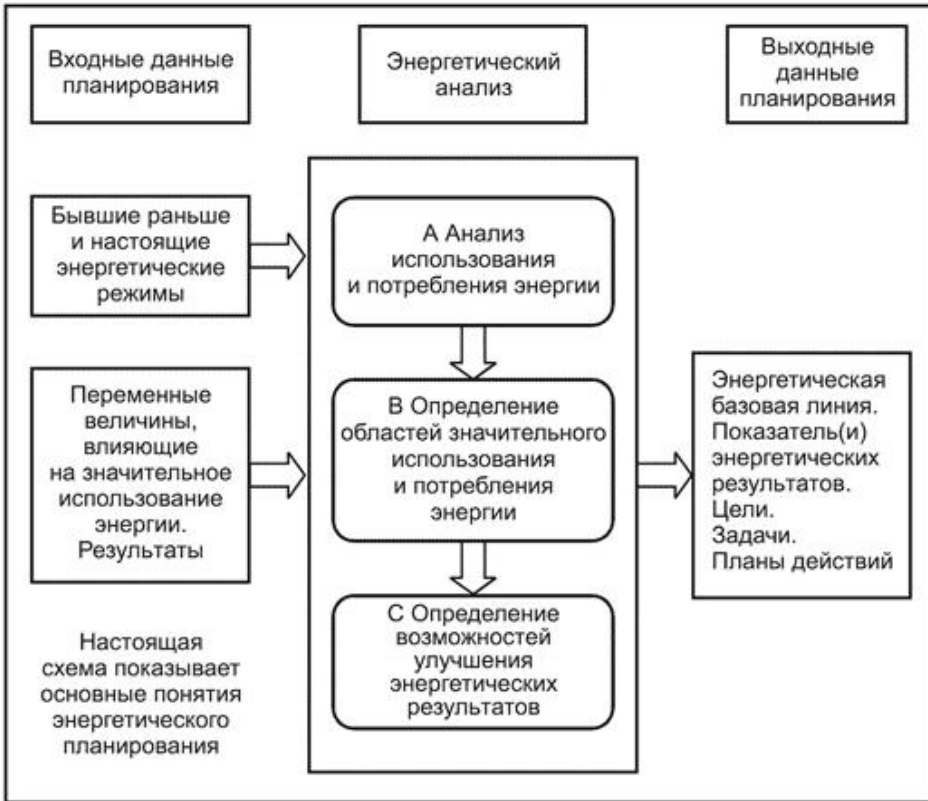 Входные данные
планирования
Энергетический
анализ
Выходные
данные
планирования
Бывшие раньше
и настоящие
энергетические
режимы
Переменные
величины,
влияющие
на значительное
использование
энергии.
Результаты
Настоящая
схема показывает
основные понятия
энергетического
планирования
А Анализ
использования
и потребления энергии
В Определение
областей значительного
использования
и потребления
энергии
С Определение
возможностей
улучшения
энергетических
результатов
Энергетическая
базовая линия.
Показатель(и)
энергетических
результатов.
Цели.
Задачи.
Планы действий